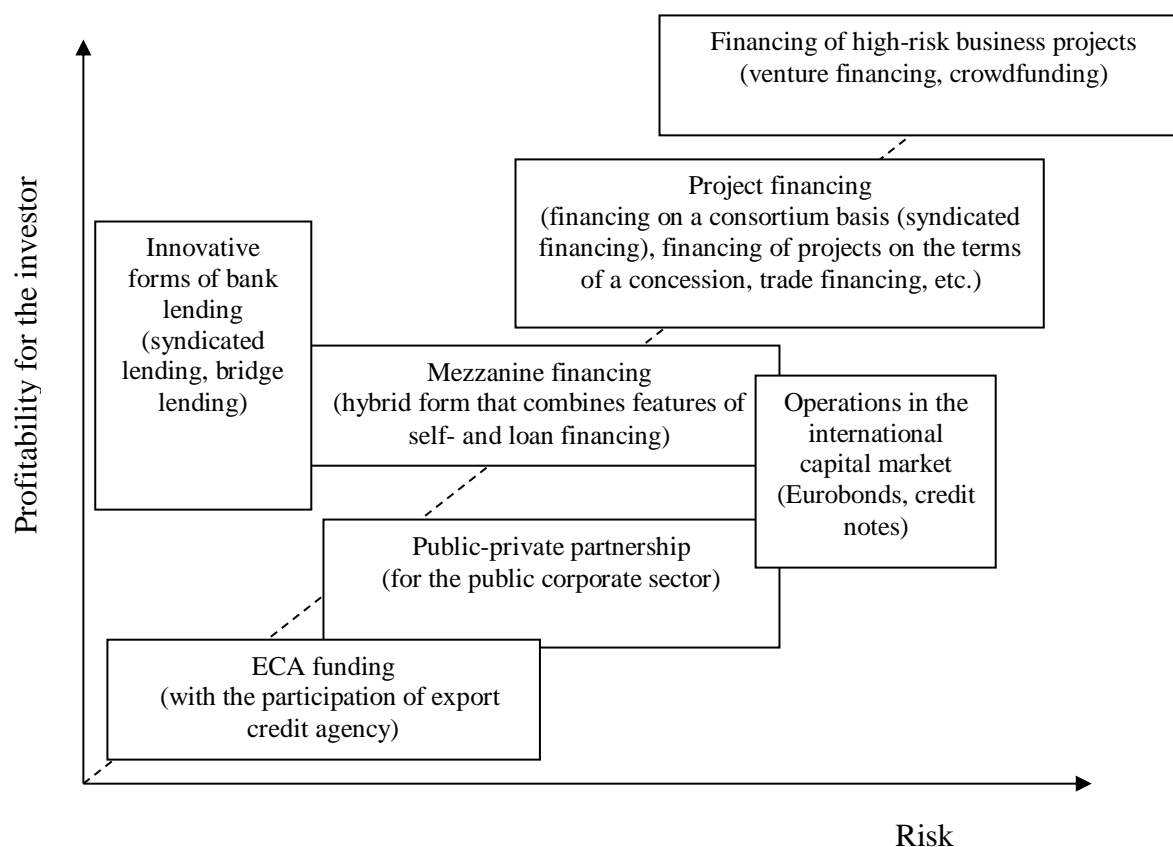 Financing of high-risk business projects
(venture financing, crowdfunding)
Project financing
(financing on a consortium basis (syndicated
financing), financing of projects on the terms
of a concession, trade financing, etc.)
Innovative
forms of bank
lending
(syndicated
lending, bridge
lending)
Mezzanine financing
(hybrid form that combines features of
self- and loan financing)
Operations in the
international
capital market
(Eurobonds, credit
notes)
Public-private partnership
(for the public corporate sector)
ECA funding
(with the participation of export
credit agency)
Profitability for the investor
Risk